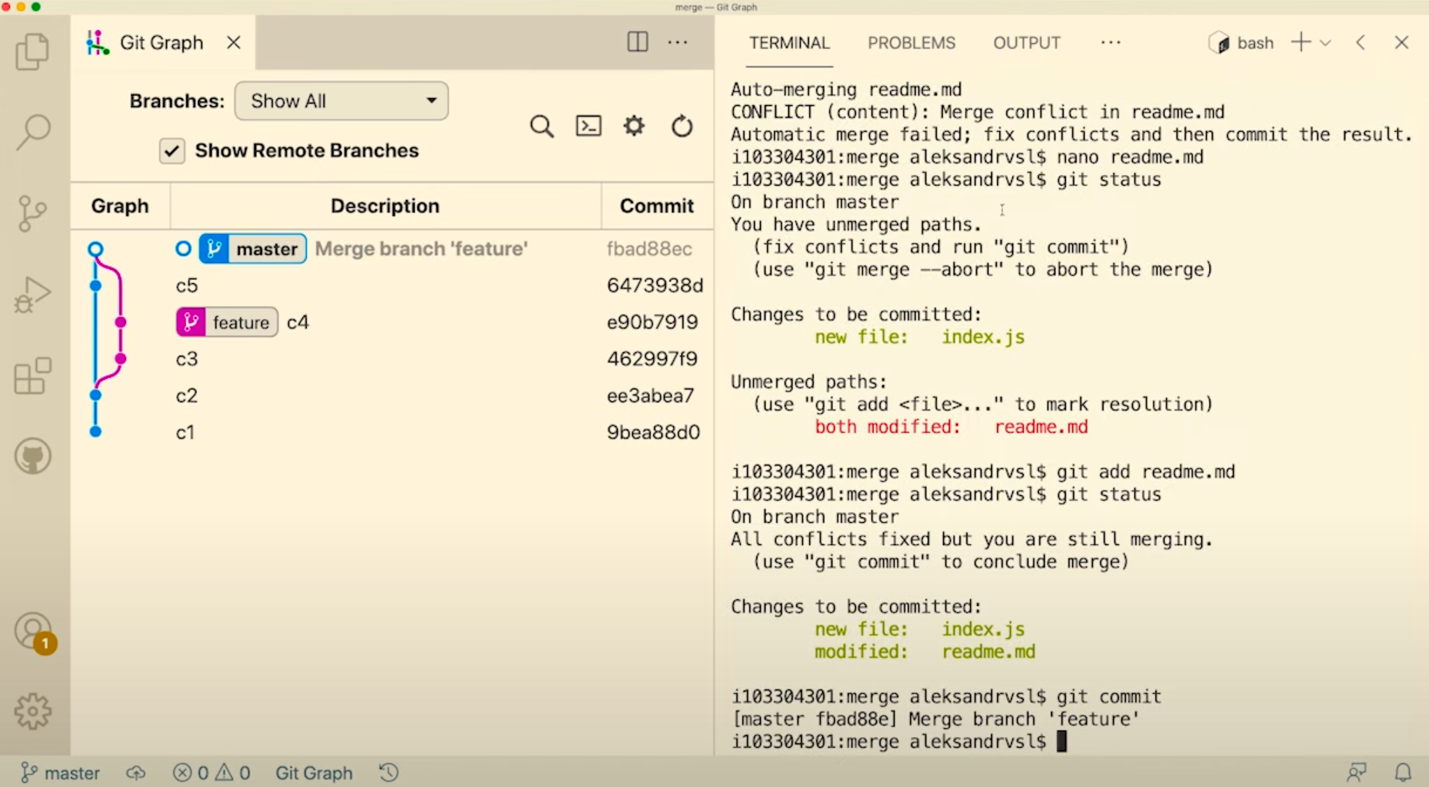 merge — Git Graph
Git Graph
Branches: Show All
Show Remote Branches
Graph Description Commit
master Merge branch 'feature' fbad88ec
c5 6473938d
feature c4 e90b7919
c3 462997f9
c2 ee3abea7
c1 9bea88d0
1
TERMINAL PROBLEMS OUTPUT ··· bash
Auto-merging readme.md
CONFLICT (content): Merge conflict in readme.md
Automatic merge failed; fix conflicts and then commit the result.
i103304301:merge aleksandrvsl$ nano readme.md
i103304301:merge aleksandrvsl$ git status
On branch master
You have unmerged paths.
(fix conflicts and run "git commit")
(use "git merge --abort" to abort the merge)
Changes to be committed:
new file: index.js
Unmerged paths:
(use "git add <file>..." to mark resolution)
both modified: readme.md
i103304301:merge aleksandrvsl$ git add readme.md
i103304301:merge aleksandrvsl$ git status
On branch master
All conflicts fixed but you are still merging.
(use "git commit" to conclude merge)
Changes to be committed:
new file: index.js
modified: readme.md
i103304301:merge aleksandrvsl$ git commit
[master fbad88e] Merge branch 'feature'
i103304301:merge aleksandrvsl$
master 0 0 Git Graph